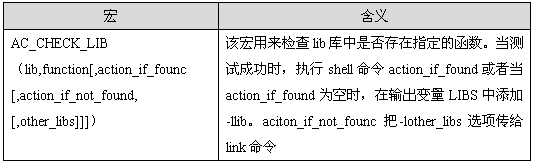 宏
含义
AC_CHECK_LIB
（lib,function[,action_if_founc
[,action_if_not_found,
[,other_libs]]]）
该宏用来检查 lib 库中是否存在指定的函数。当测
试成功时，执行 shell 命令 action_if_found 或者当
action_if_found 为空时，在输出变量 LIBS 中添加
-llib。aciton_if_not_founc 把-lother_libs 选项传给
link 命令